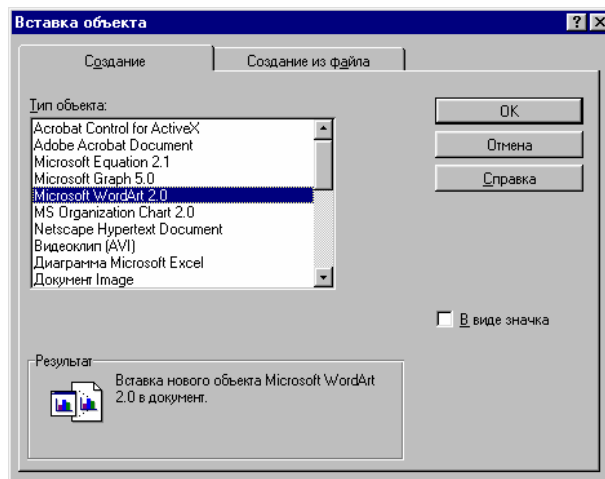 Вставка объекта
Создание
Создание из файла
Тип объекта:
Acrobat Control for ActiveX
Adobe Acrobat Document
Microsoft Equation 2.1
Microsoft Graph 5.0
Microsoft WordArt 2.0
MS Organization Chart 2.0
Netscape Hypertext Document
Видеоклип (AVI)
Диаграмма Microsoft Excel
Документ Image
OK
Отмена
Справка
В виде значка
Результат
Вставка нового объекта Microsoft WordArt
2.0 в документ.